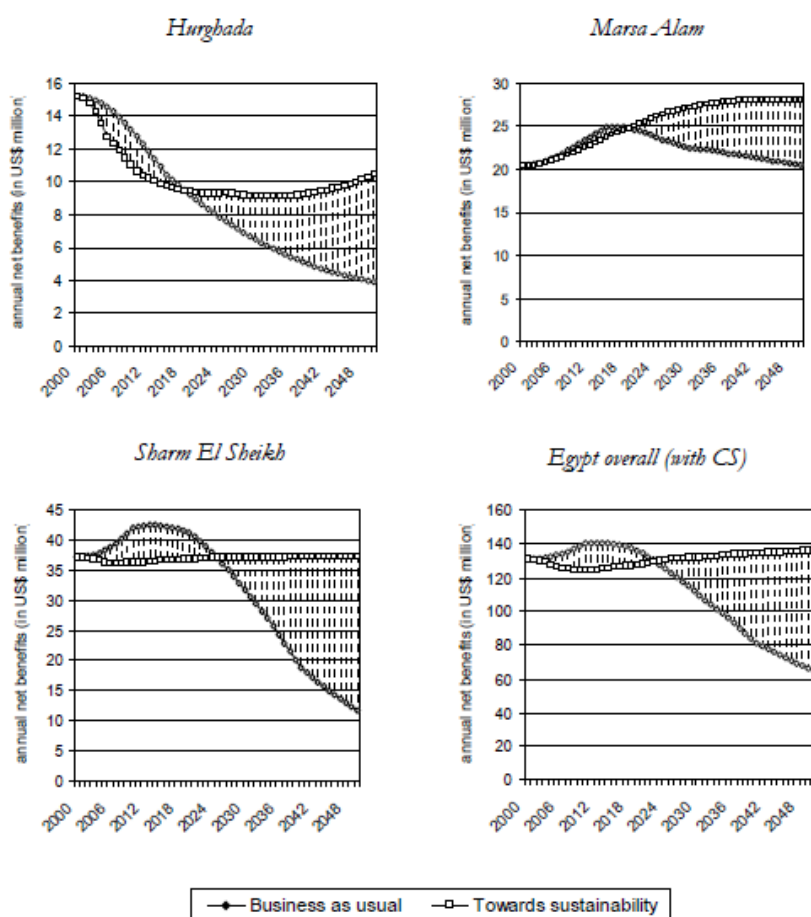 Hurghada
annual net benefits (in US$ million)
16
14
12
10
8
6
4
2
0
2000 2006 2012 2018 2024 2030 2036 2042 2048
Marsa Alam
annual net benefits (in US$ million)
30
25
20
15
10
5
0
2000 2006 2012 2018 2024 2030 2036 2042 2048
Sharm El Sheikh
annual net benefits (in US$ million)
45
40
35
30
25
20
15
10
5
0
2000 2006 2012 2018 2024 2030 2036 2042 2048
Egypt overall (with CS)
annual net benefits (in US$ million)
160
140
120
100
80
60
40
20
0
2000 2006 2012 2018 2024 2030 2036 2042 2048
Business as usual Towards sustainability